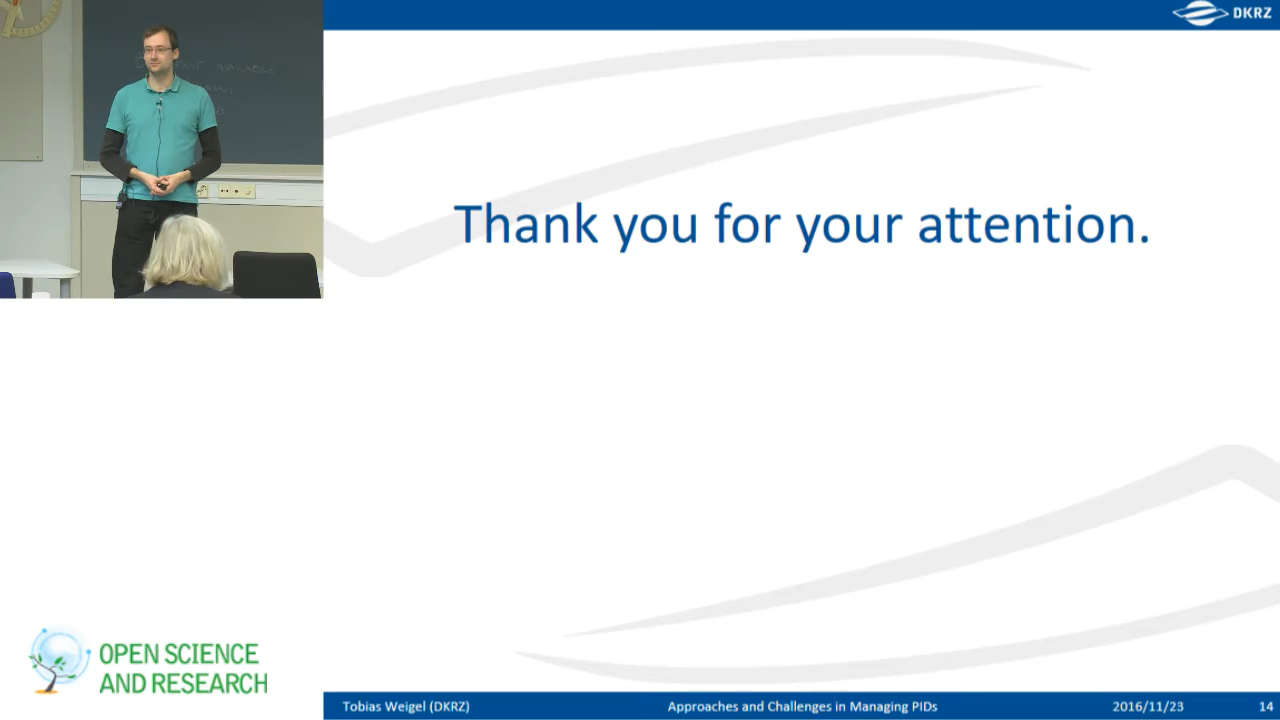 DKRZ
AVAILABLE
Thank you for your attention.
OPEN SCIENCE
AND RESEARCH
Tobias Weigel (DKRZ) Approaches and Challenges in Managing PIDs 2016/11/23 14